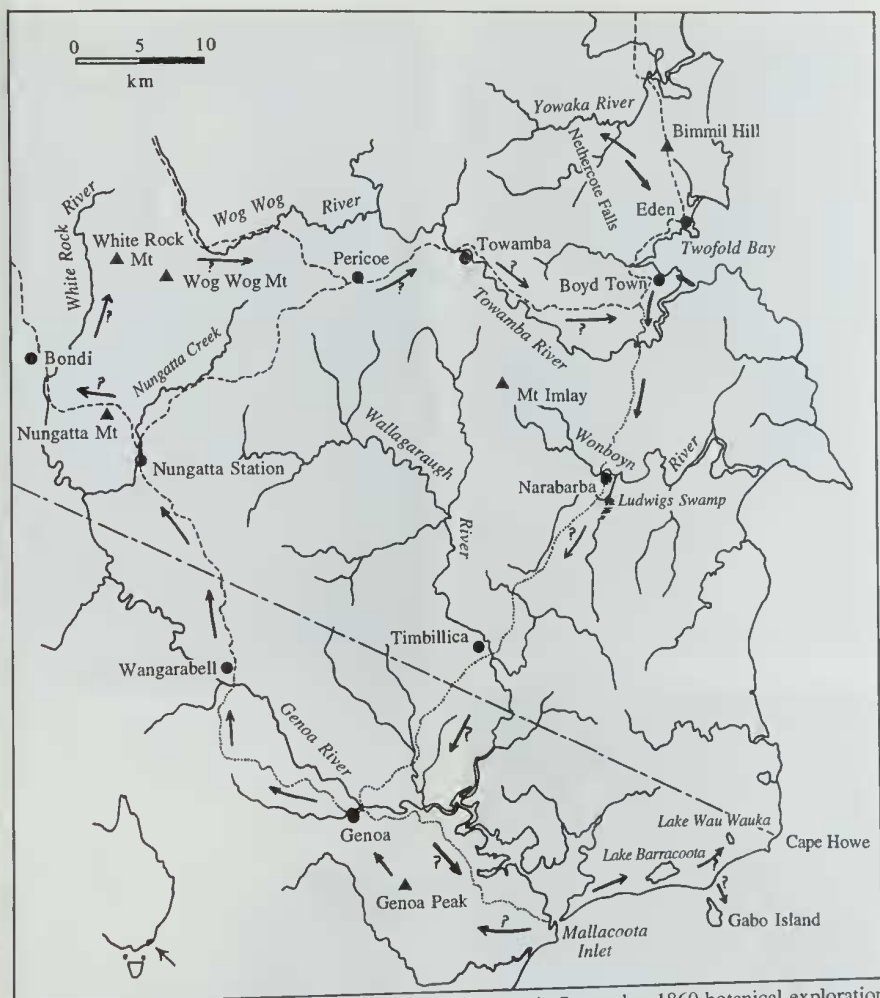 0 5 10
km
Yowaka River
Bimmil Hill
Nethercote Falls
Eden
Twofold Bay
White Rock River
Wog Wog River
White Rock
Mt
Wog Wog Mt
?
Pericoe
?
Towamba
?
Boyd Town
?
?
Towamba River
Bondi
?
?
Nungatta Creek
Nungatta Mt
Mt Imlay
Nungatta Station
Wallagaraugh River
Wonboyn River
Narabarba
Ludwigs Swamp
?
Timbillica
Wangarabell
?
Genoa River
Genoa
?
Lake Wau Wauka
Lake Barracoota
Cape Howe
?
?
Genoa Peak
Gabo Island
?
Mallacoota
Inlet
1860 botanical exploration